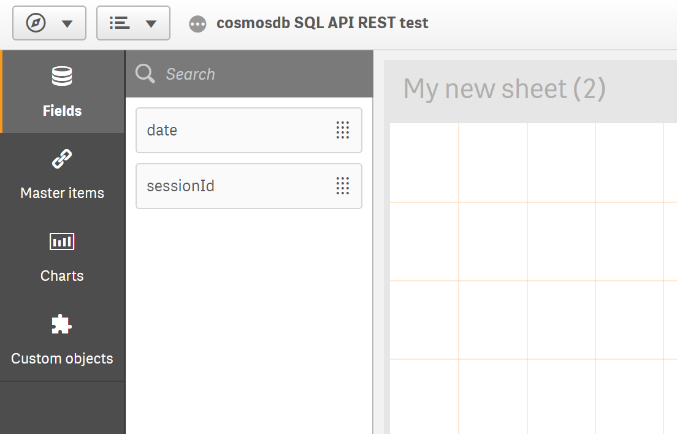 cosmosdb SQL API REST test
Fields
Master items
Charts
Custom objects
Search
date
sessionId
My new sheet (2)